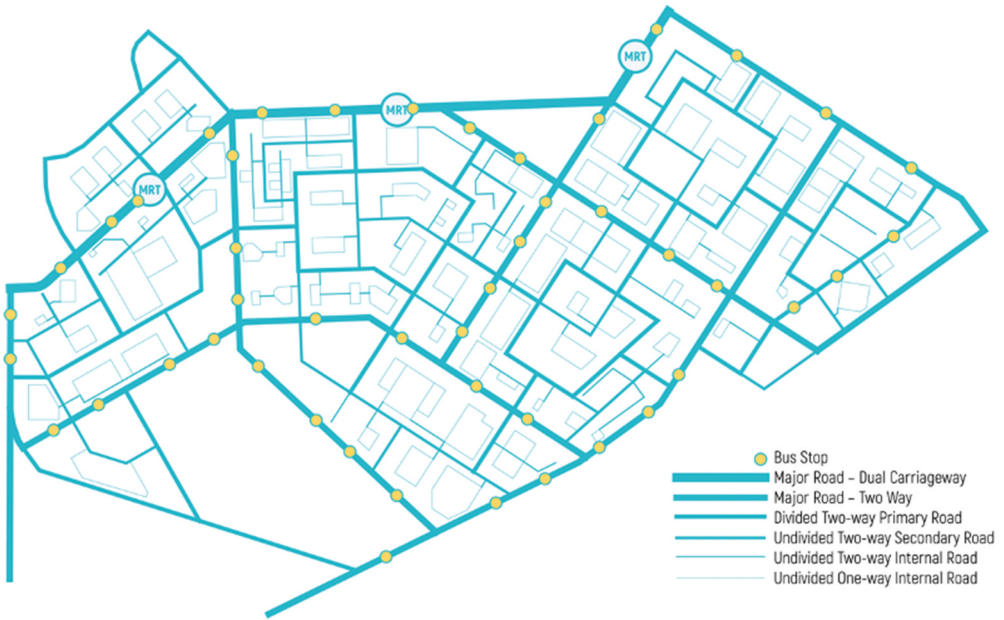 MRT
MRT
MRT
Bus Stop
Major Road – Dual Carriageway
Major Road – Two Way
Divided Two-way Primary Road
Undivided Two-way Secondary Road
Undivided Two-way Internal Road
Undivided One-way Internal Road